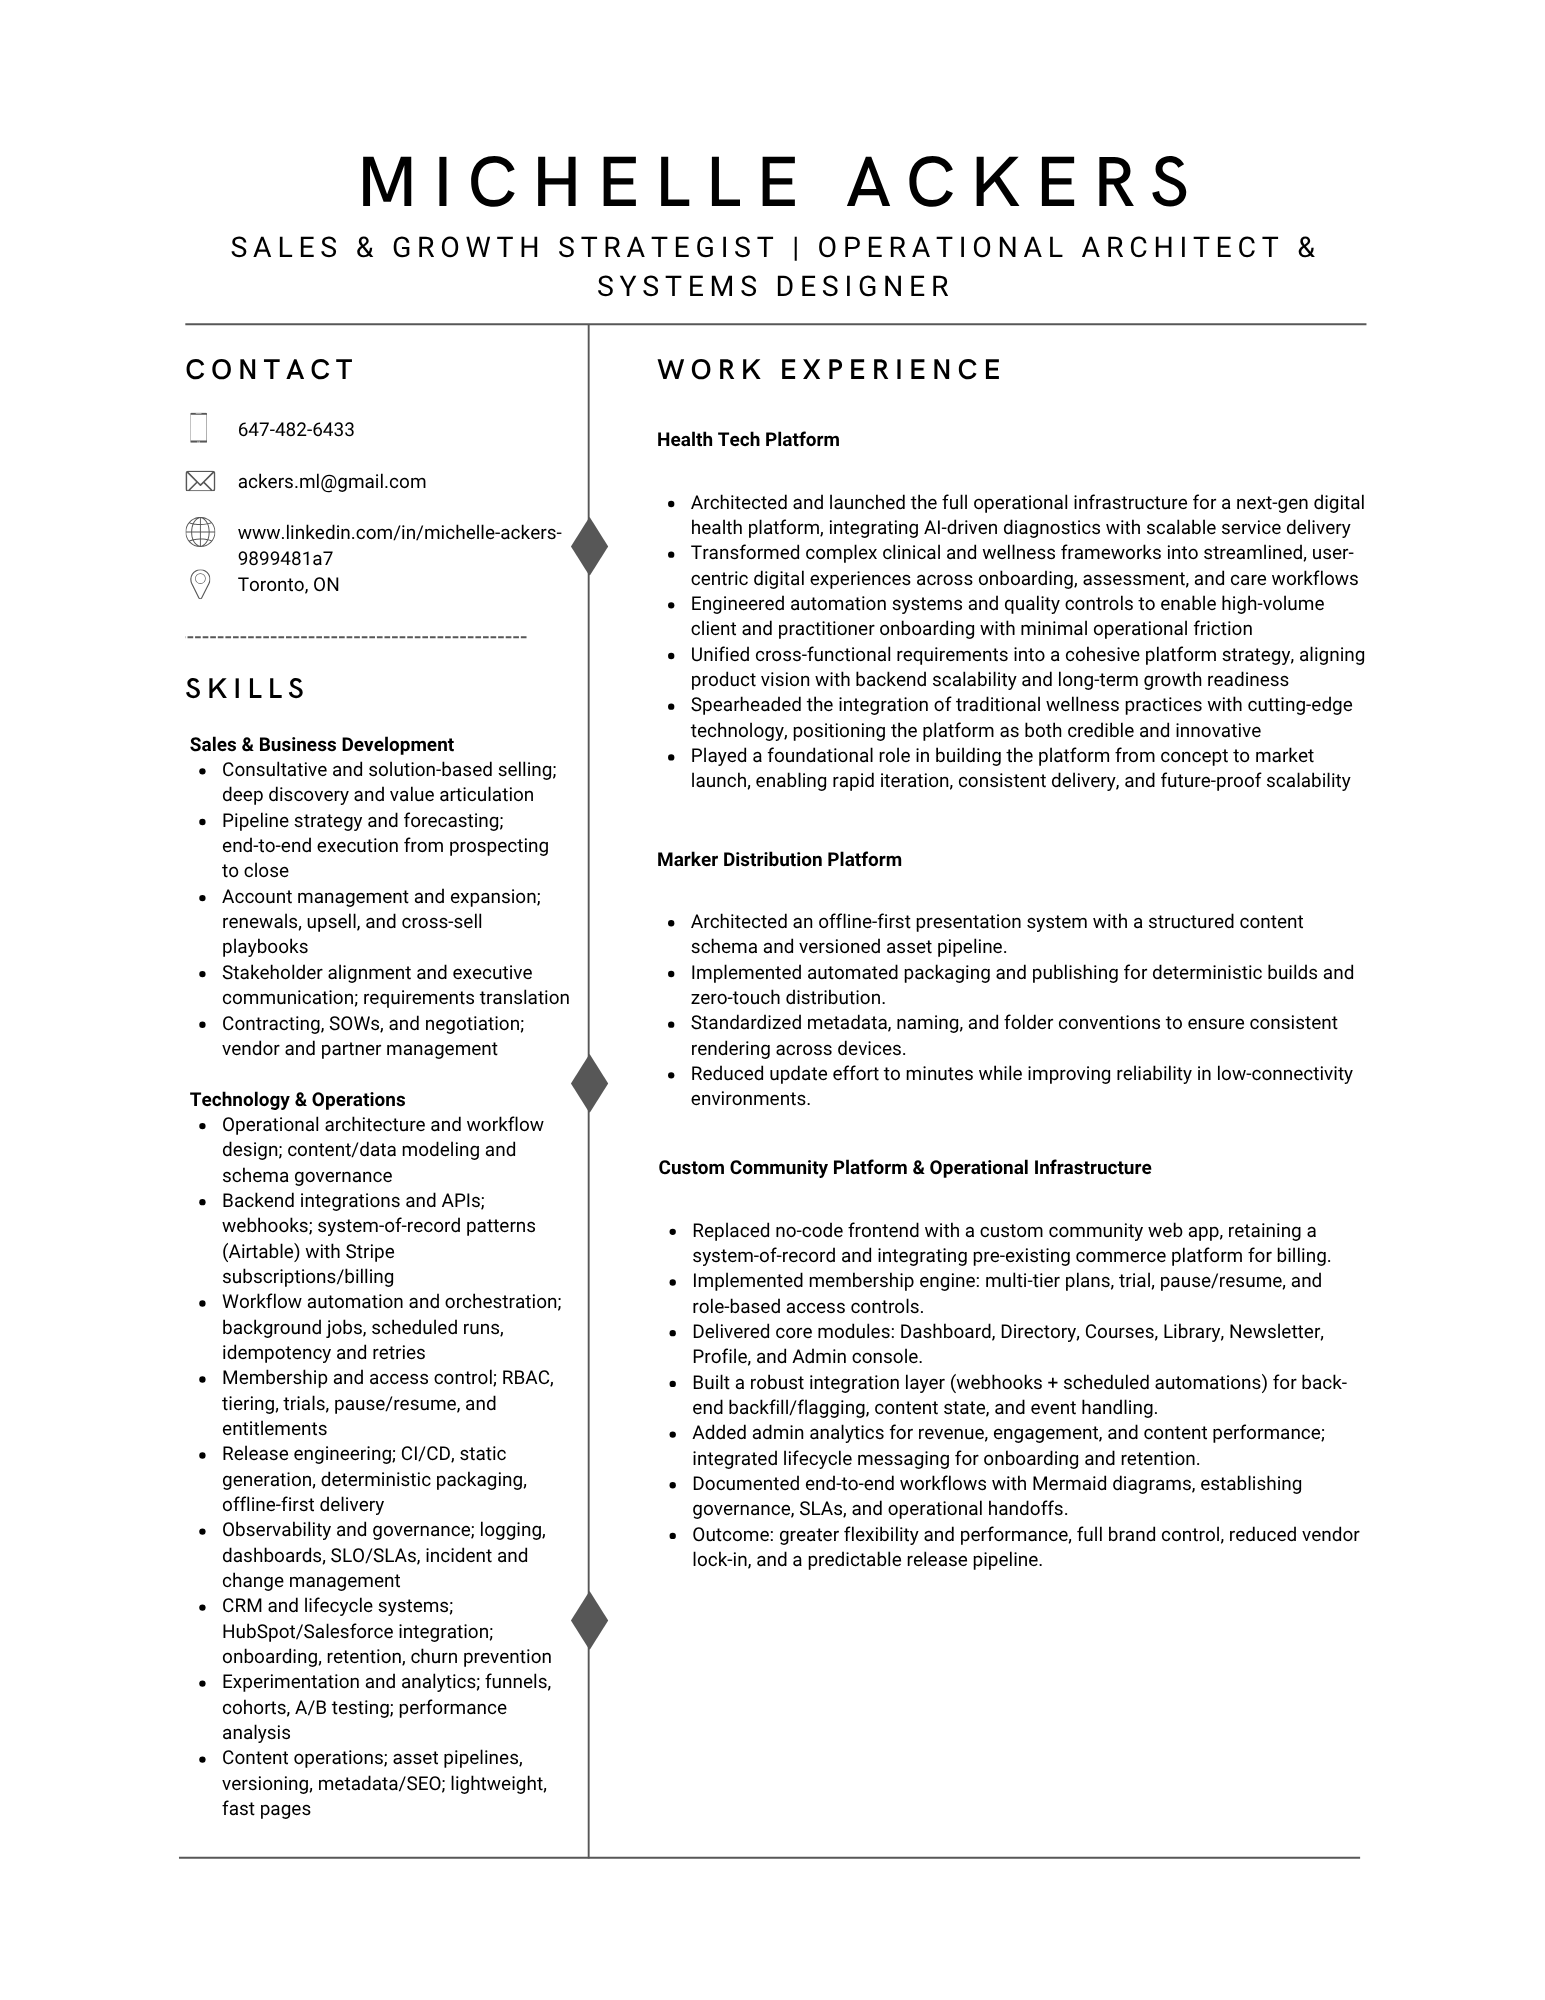 MICHELLE ACKERS
SALES & GROWTH STRATEGIST | OPERATIONAL ARCHITECT &
SYSTEMS DESIGNER
CONTACT
647-482-6433
ackers.ml@gmail.com
www.linkedin.com/in/michelle-ackers-
9899481a7
Toronto, ON
SKILLS
Sales & Business Development
• Consultative and solution-based selling;
deep discovery and value articulation
• Pipeline strategy and forecasting;
end-to-end execution from prospecting
to close
• Account management and expansion;
renewals, upsell, and cross-sell
playbooks
• Stakeholder alignment and executive
communication; requirements translation
• Contracting, SOWs, and negotiation;
vendor and partner management
Technology & Operations
• Operational architecture and workflow
design; content/data modeling and
schema governance
• Backend integrations and APIs;
webhooks; system-of-record patterns
(Airtable) with Stripe
subscriptions/billing
• Workflow automation and orchestration;
background jobs, scheduled runs,
idempotency and retries
• Membership and access control; RBAC,
tiering, trials, pause/resume, and
entitlements
• Release engineering; CI/CD, static
generation, deterministic packaging,
offline-first delivery
• Observability and governance; logging,
dashboards, SLO/SLAs, incident and
change management
• CRM and lifecycle systems;
HubSpot/Salesforce integration;
onboarding, retention, churn prevention
• Experimentation and analytics; funnels,
cohorts, A/B testing; performance
analysis
• Content operations; asset pipelines,
versioning, metadata/SEO; lightweight,
fast pages
WORK EXPERIENCE
Health Tech Platform
• Architected and launched the full operational infrastructure for a next-gen digital
health platform, integrating AI-driven diagnostics with scalable service delivery
• Transformed complex clinical and wellness frameworks into streamlined, user-
centric digital experiences across onboarding, assessment, and care workflows
• Engineered automation systems and quality controls to enable high-volume
client and practitioner onboarding with minimal operational friction
• Unified cross-functional requirements into a cohesive platform strategy, aligning
product vision with backend scalability and long-term growth readiness
• Spearheaded the integration of traditional wellness practices with cutting-edge
technology, positioning the platform as both credible and innovative
• Played a foundational role in building the platform from concept to market
launch, enabling rapid iteration, consistent delivery, and future-proof scalability
Marker Distribution Platform
• Architected an offline-first presentation system with a structured content
schema and versioned asset pipeline.
• Implemented automated packaging and publishing for deterministic builds and
zero-touch distribution.
• Standardized metadata, naming, and folder conventions to ensure consistent
rendering across devices.
• Reduced update effort to minutes while improving reliability in low-connectivity
environments.
Custom Community Platform & Operational Infrastructure
• Replaced no-code frontend with a custom community web app, retaining a
system-of-record and integrating pre-existing commerce platform for billing.
• Implemented membership engine: multi-tier plans, trial, pause/resume, and
role-based access controls.
• Delivered core modules: Dashboard, Directory, Courses, Library, Newsletter,
Profile, and Admin console.
• Built a robust integration layer (webhooks + scheduled automations) for back-
end backfill/flagging, content state, and event handling.
• Added admin analytics for revenue, engagement, and content performance;
integrated lifecycle messaging for onboarding and retention.
• Documented end-to-end workflows with Mermaid diagrams, establishing
governance, SLAs, and operational handoffs.
• Outcome: greater flexibility and performance, full brand control, reduced vendor
lock-in, and a predictable release pipeline.